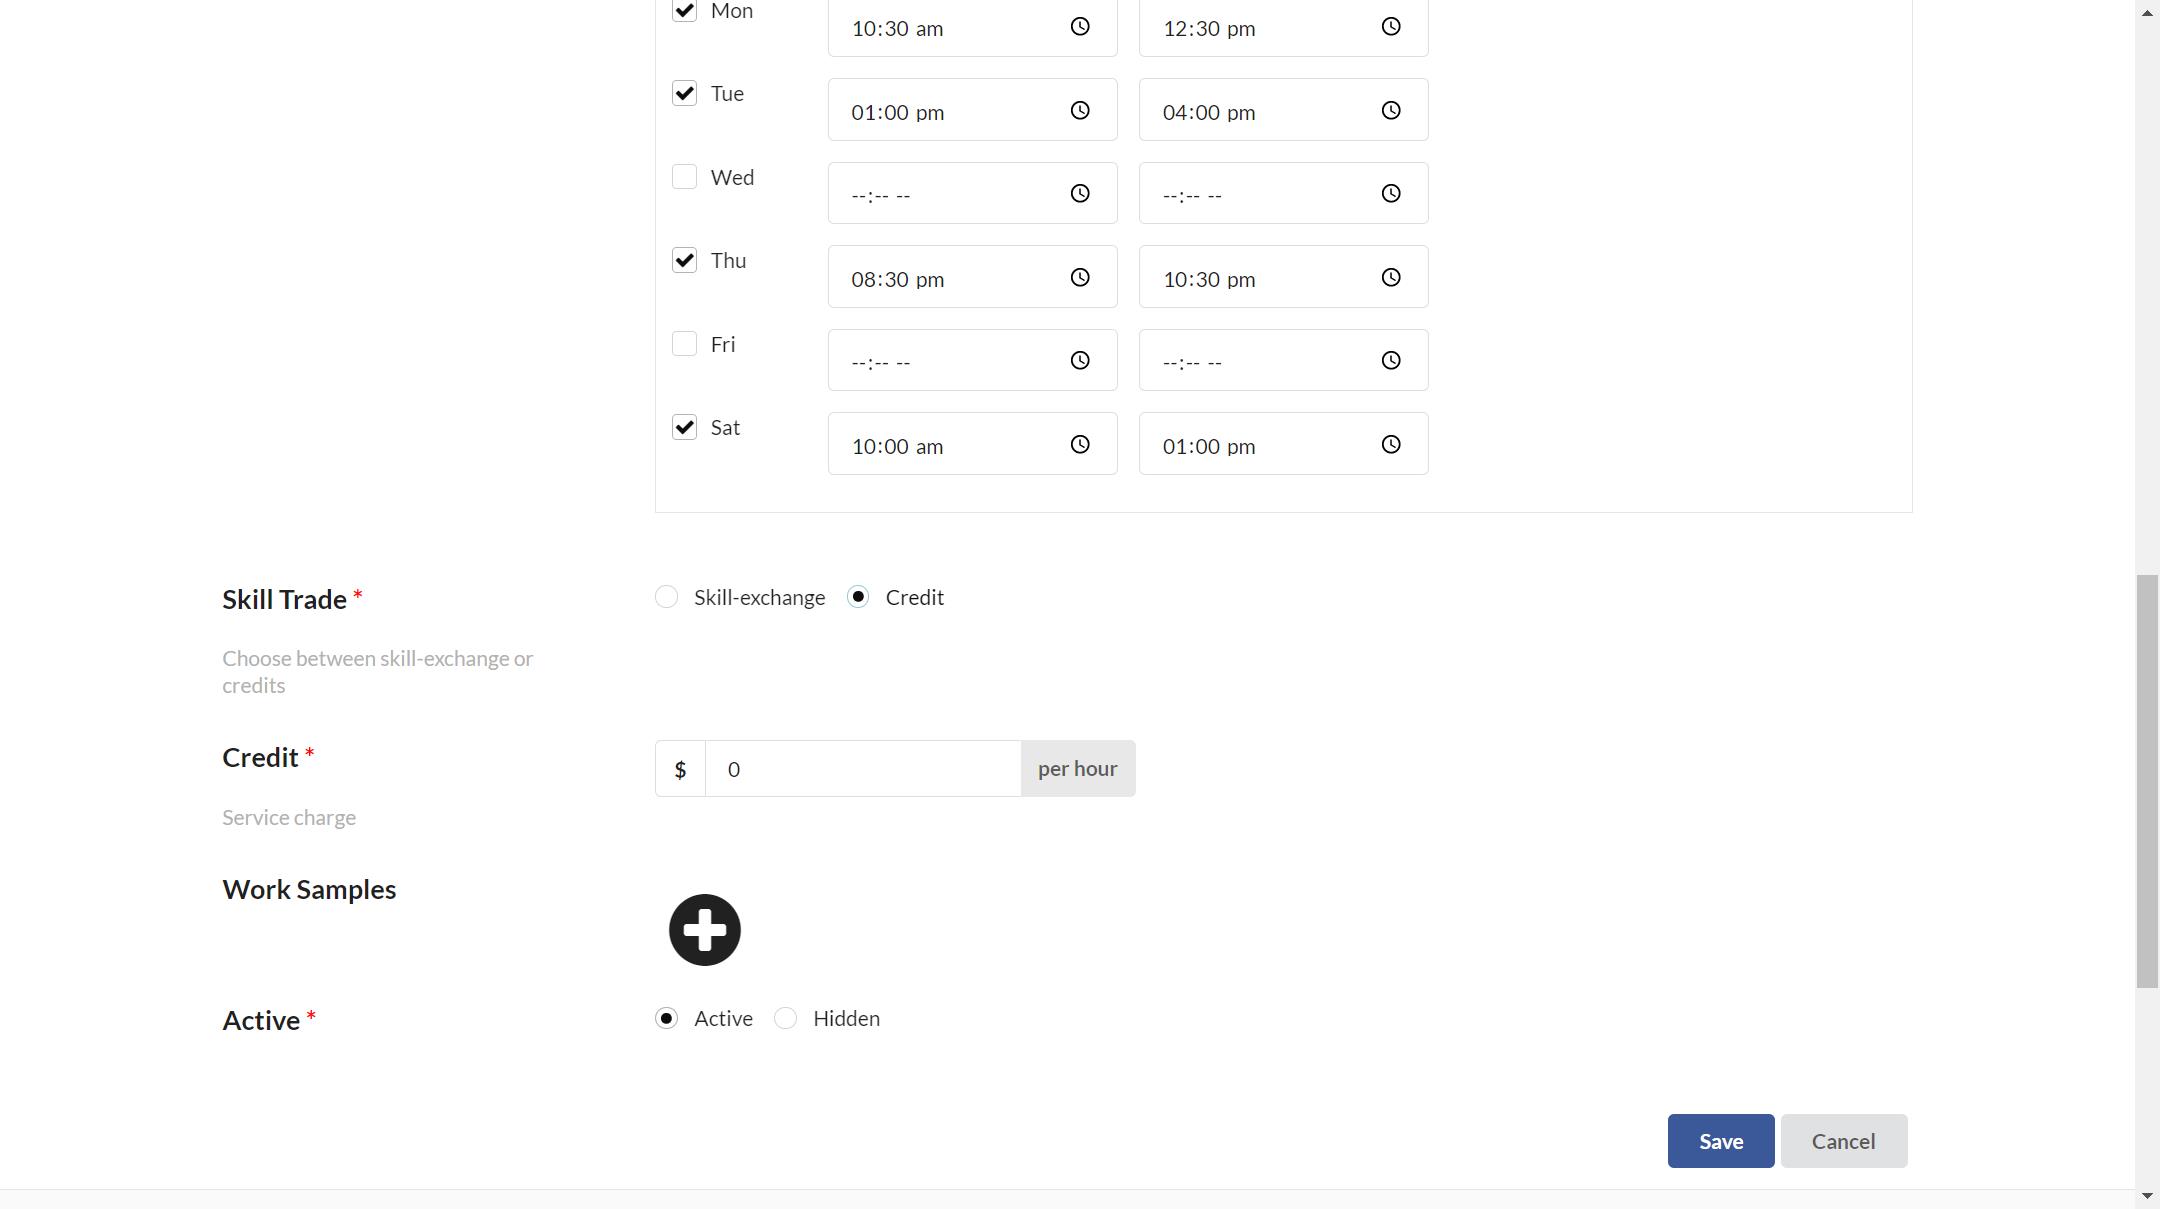 Mon 10:30 am 12:30 pm
Tue 01:00 pm 04:00 pm
Wed --:-- -- --:-- --
Thu 08:30 pm 10:30 pm
Fri --:-- -- --:-- --
Sat 10:00 am 01:00 pm
Skill Trade * Skill-exchange Credit
Choose between skill-exchange or
credits
Credit * $ 0 per hour
Service charge
Work Samples
Active * Active Hidden
Save Cancel